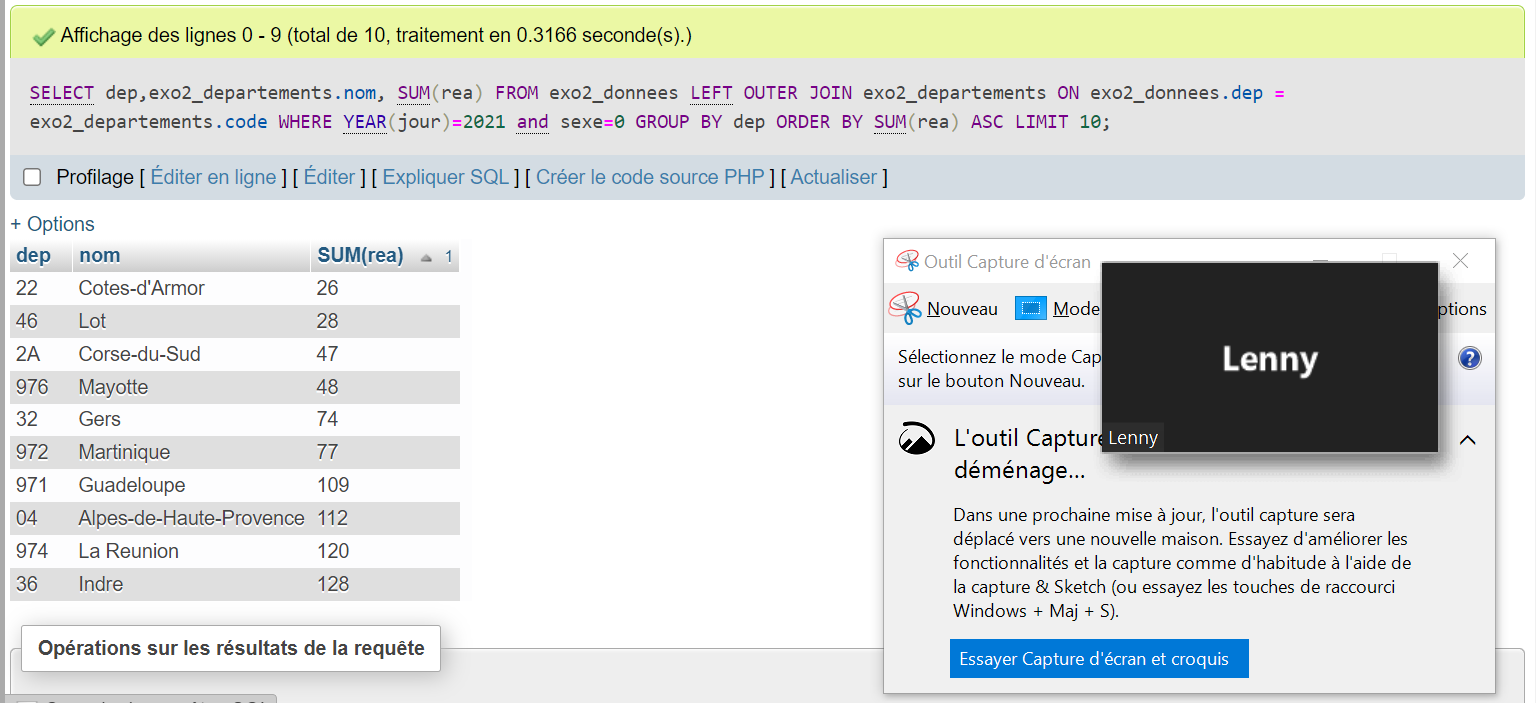 Affichage des lignes 0 - 9 (total de 10, traitement en 0.3166 seconde(s).)
SELECT dep,exo2_departements.nom, SUM(rea) FROM exo2_donnees LEFT OUTER JOIN exo2_departements ON exo2_donnees.dep =
exo2_departements.code WHERE YEAR(jour)=2021 and sexe=0 GROUP BY dep ORDER BY SUM(rea) ASC LIMIT 10;
Profilage [ Éditer en ligne ] [ Éditer ] [ Expliquer SQL ] [ Créer le code source PHP ] [ Actualiser ]
+ Options
dep nom SUM(rea) 1
22 Cotes-d'Armor 26
46 Lot 28
2A Corse-du-Sud 47
976 Mayotte 48
32 Gers 74
972 Martinique 77
971 Guadeloupe 109
04 Alpes-de-Haute-Provence 112
974 La Reunion 120
36 Indre 128
Opérations sur les résultats de la requête
Outil Capture d'écran
Nouveau Mode ptions
Sélectionnez le mode Cap
sur le bouton Nouveau.
?
Lenny
Lenny
L'outil Capture
déménage...
Dans une prochaine mise à jour, l'outil capture sera
déplacé vers une nouvelle maison. Essayez d'améliorer les
fonctionnalités et la capture comme d'habitude à l'aide de
la capture & Sketch (ou essayez les touches de raccourci
Windows + Maj + S).
Essayer Capture d'écran et croquis